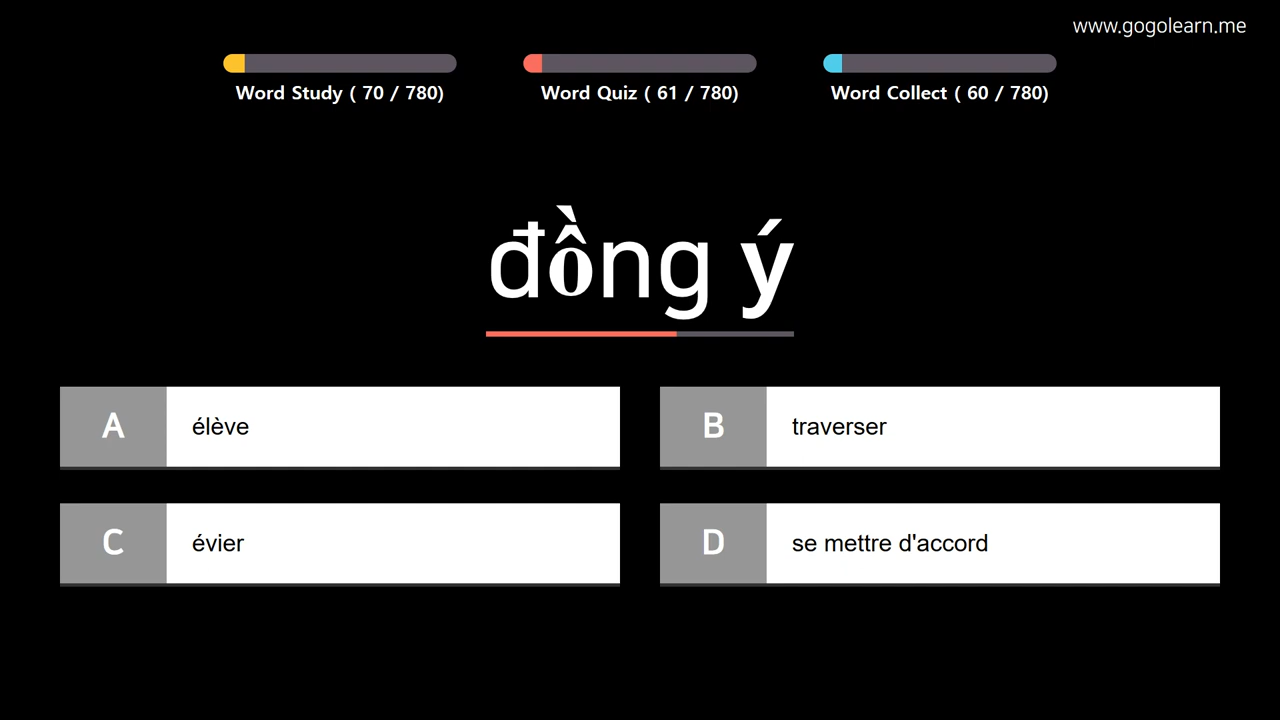 www.gogolearn.me
Word Study ( 70 / 780)
Word Quiz ( 61 / 780)
Word Collect ( 60 / 780)
đồng ý
A élève
B traverser
C évier
D se mettre d'accord